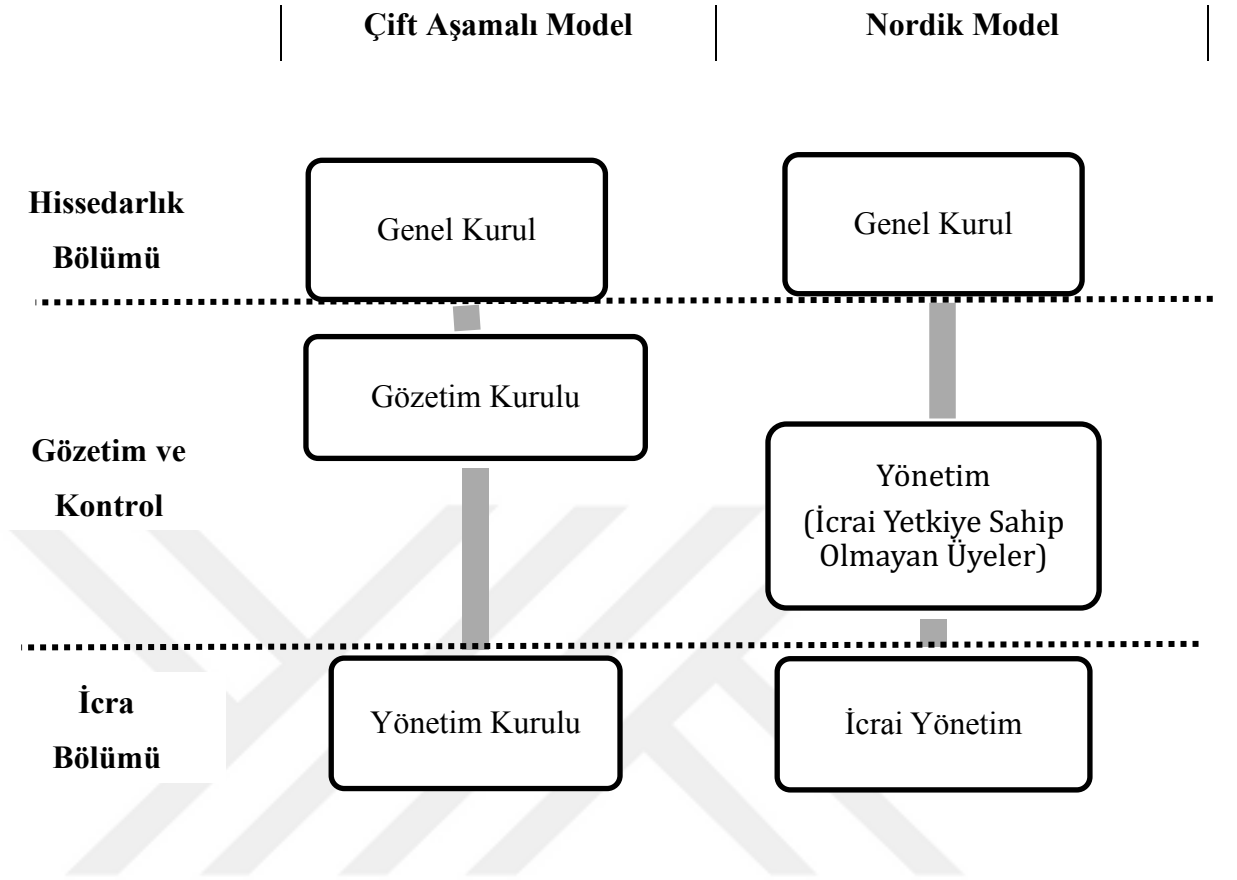 Çift Aşamalı Model
Nordik Model
Hissedarlık
Bölümü
Genel Kurul
Genel Kurul
Gözetim ve
Kontrol
Gözetim Kurulu
Yönetim
(İcrai Yetkiye Sahip
Olmayan Üyeler)
İcra
Bölümü
Yönetim Kurulu
İcrai Yönetim